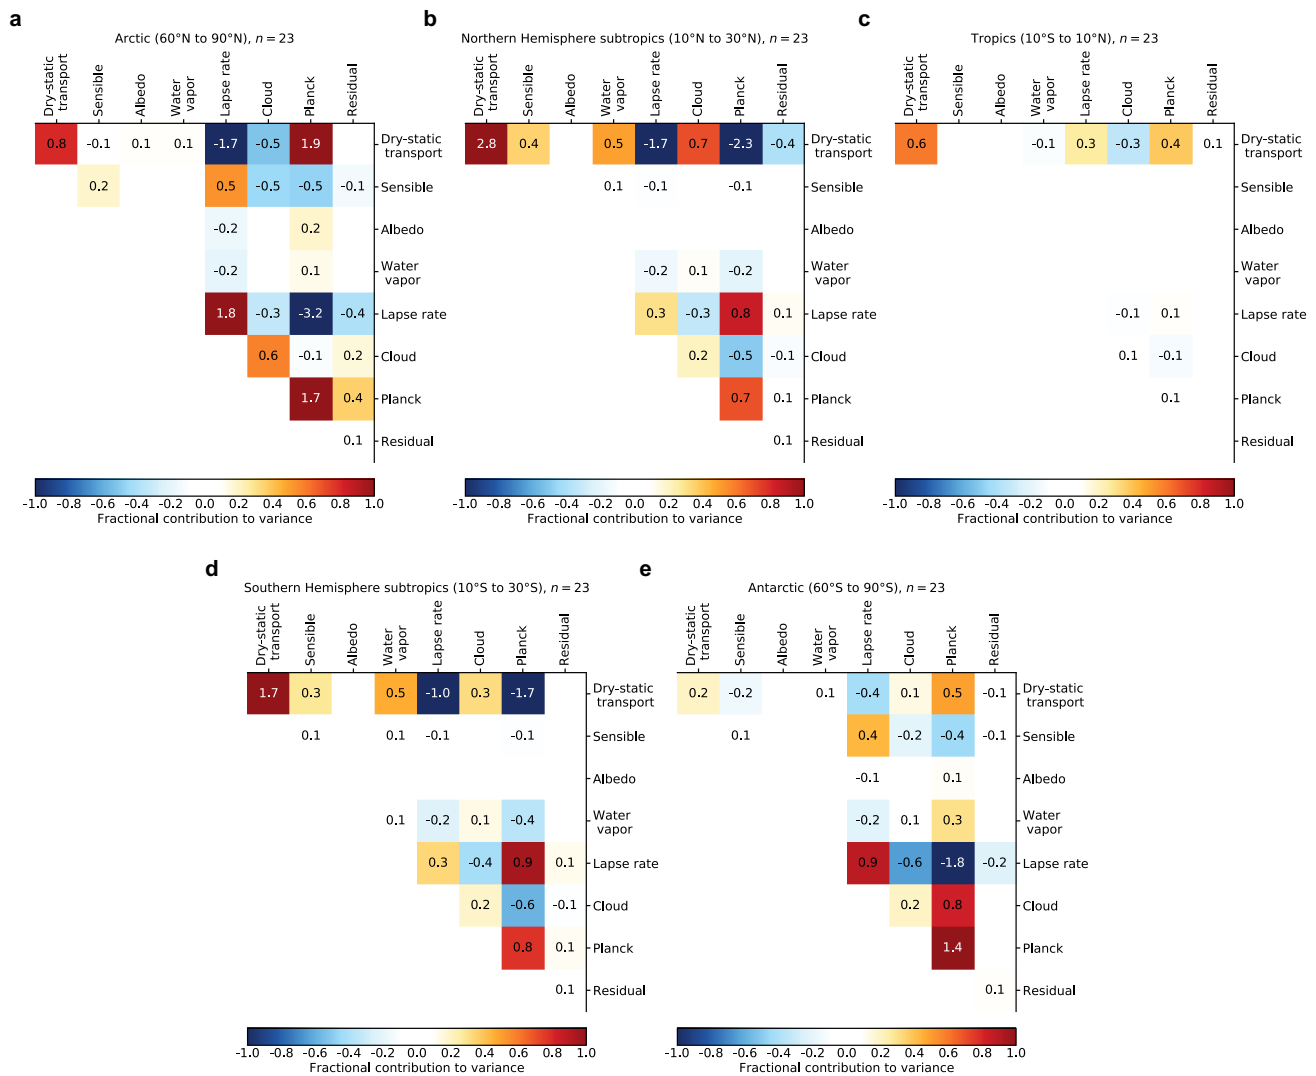 a
Arctic (60°N to 90°N), n = 23
Dry-static
transport
Sensible
Albedo
Water
vapor
Lapse rate
Cloud
Planck
Residual
0.8 -0.1 0.1 0.1 -1.7 -0.5 1.9 Dry-static
transport
0.2 0.5 -0.5 -0.5 -0.1 Sensible
-0.2 0.2 Albedo
-0.2 0.1 Water
vapor
1.8 -0.3 -3.2 -0.4 Lapse rate
0.6 -0.1 0.2 Cloud
1.7 0.4 Planck
0.1 Residual
-1.0 -0.8 -0.6 -0.4 -0.2 0.0 0.2 0.4 0.6 0.8 1.0
Fractional contribution to variance
b
Northern Hemisphere subtropics (10°N to 30°N), n = 23
Dry-static
transport
Sensible
Albedo
Water
vapor
Lapse rate
Cloud
Planck
Residual
2.8 0.4 0.5 -1.7 0.7 -2.3 -0.4 Dry-static
transport
0.1 -0.1 -0.1 Sensible
Albedo
-0.2 0.1 -0.2 Water
vapor
0.3 -0.3 0.8 0.1 Lapse rate
0.2 -0.5 -0.1 Cloud
0.7 0.1 Planck
0.1 Residual
-1.0 -0.8 -0.6 -0.4 -0.2 0.0 0.2 0.4 0.6 0.8 1.0
Fractional contribution to variance
c
Tropics (10°S to 10°N), n = 23
Dry-static
transport
Sensible
Albedo
Water
vapor
Lapse rate
Cloud
Planck
Residual
0.6 -0.1 0.3 -0.3 0.4 0.1 Dry-static
transport
Sensible
Albedo
Water
vapor
-0.1 0.1 Lapse rate
0.1 -0.1 Cloud
0.1 Planck
Residual
-1.0 -0.8 -0.6 -0.4 -0.2 0.0 0.2 0.4 0.6 0.8 1.0
Fractional contribution to variance
d
Southern Hemisphere subtropics (10°S to 30°S), n = 23
Dry-static
transport
Sensible
Albedo
Water
vapor
Lapse rate
Cloud
Planck
Residual
1.7 0.3 0.5 -1.0 0.3 -1.7 Dry-static
transport
0.1 0.1 -0.1 -0.1 Sensible
Albedo
0.1 -0.2 0.1 -0.4 Water
vapor
0.3 -0.4 0.9 0.1 Lapse rate
0.2 -0.6 -0.1 Cloud
0.8 0.1 Planck
0.1 Residual
-1.0 -0.8 -0.6 -0.4 -0.2 0.0 0.2 0.4 0.6 0.8 1.0
Fractional contribution to variance
e
Antarctic (60°S to 90°S), n = 23
Dry-static
transport
Sensible
Albedo
Water
vapor
Lapse rate
Cloud
Planck
Residual
0.2 -0.2 0.1 -0.4 0.1 0.5 -0.1 Dry-static
transport
0.1 0.4 -0.2 -0.4 -0.1 Sensible
-0.1 0.1 Albedo
-0.2 0.1 0.3 Water
vapor
0.9 -0.6 -1.8 -0.2 Lapse rate
0.2 0.8 Cloud
1.4 Planck
0.1 Residual
-1.0 -0.8 -0.6 -0.4 -0.2 0.0 0.2 0.4 0.6 0.8 1.0
Fractional contribution to variance